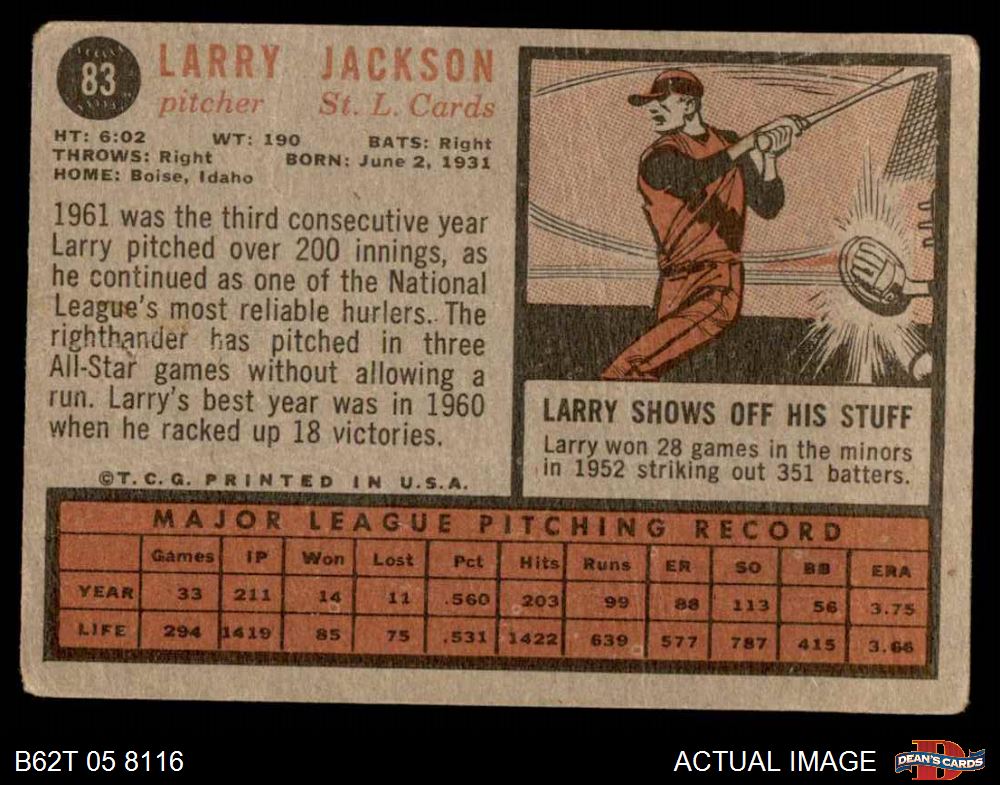 83
LARRY JACKSON
pitcher St. L. Cards
HT: 6:02 WT: 190 BATS: Right
THROWS: Right BORN: June 2, 1931
HOME: Boise, Idaho
1961 was the third consecutive year
Larry pitched over 200 innings, as
he continued as one of the National
League's most reliable hurlers. The
righthander has pitched in three
All-Star games without allowing a
run. Larry's best year was in 1960
when he racked up 18 victories.
©T.C.G. PRINTED IN U.S.A.
LARRY SHOWS OFF HIS STUFF
Larry won 28 games in the minors
in 1952 striking out 351 batters.
MAJOR LEAGUE PITCHING RECORD
Games IP Won Lost Pct Hits Runs ER SO BB ERA
YEAR 33 211 14 11 .560 203 99 88 113 56 3.75
LIFE 294 1419 85 75 .531 1422 639 577 787 415 3.66
B62T 05 8116
ACTUAL IMAGE
D
DEAN'S CARDS